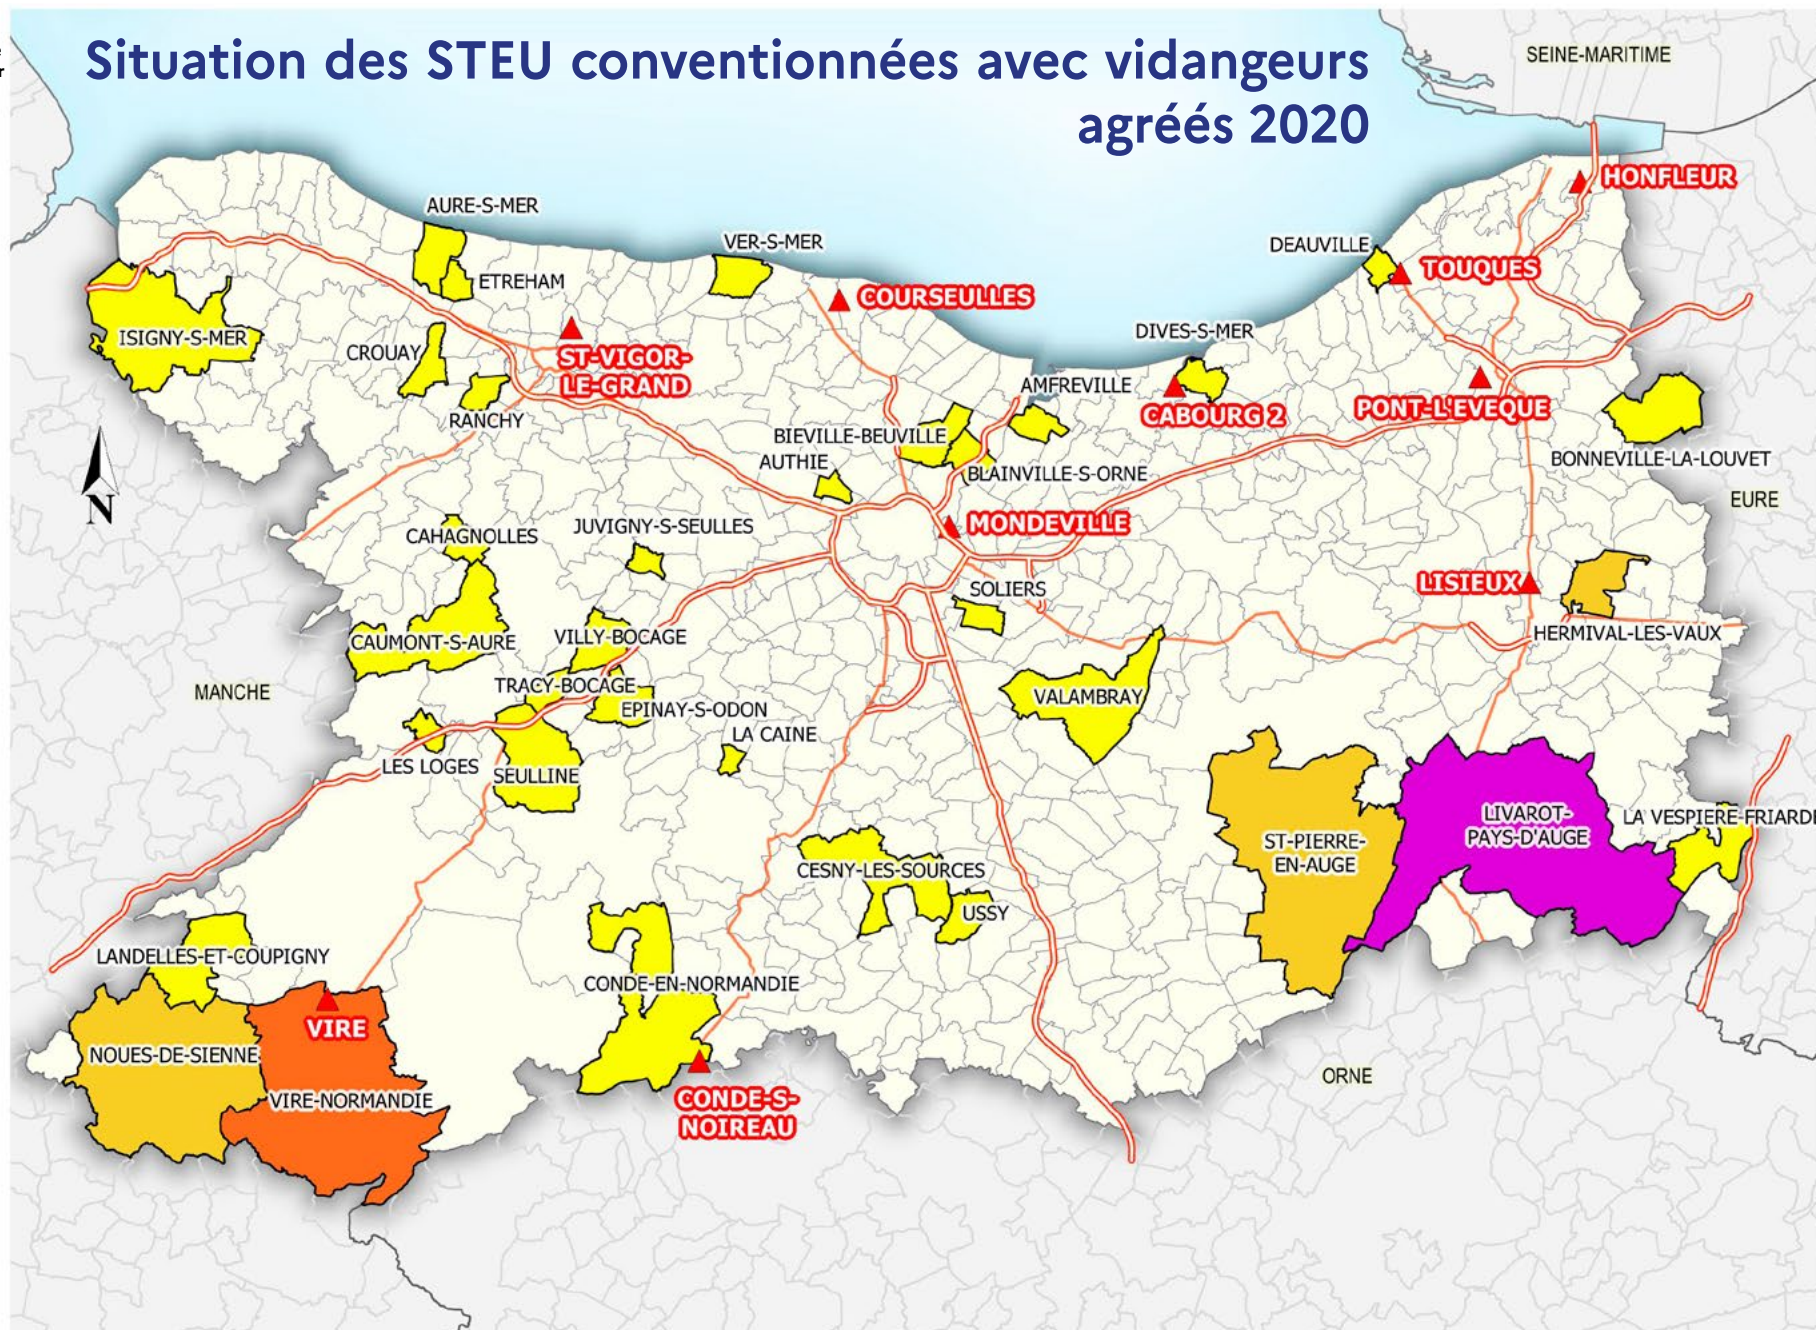 Situation des STEU conventionnées avec vidangeurs
agréés 2020
SEINE-MARITIME
HONFLEUR
AURE-S-MER
VER-S-MER
DEAUVILLE
TOUQUES
ETREHAM
COURSEULLES
ISIGNY-S-MER
CROUAY
ST-VIGOR-
LE-GRAND
DIVES-S-MER
AMFREVILLE
CABOURG 2
PONT-L'EVEQUE
RANCHY
BIEVILLE-BEUVILLE
AUTHIE
BLAINVILLE-S-ORNE
BONNEVILLE-LA-LOUVET
EURE
N
CAHAGNOLLES
JUVIGNY-S-SEULLES
MONDEVILLE
SOLIERS
LISIEUX
HERMIVAL-LES-VAUX
CAUMONT-S-AURE
VILLY-BOCAGE
MANCHE
TRACY-BOCAGE
EPINAY-S-ODON
VALAMBRAY
LA CAINE
LES LOGES
SEULLINE
LIVAROT-
PAYS-D'AUGE
LA VESPIERE-FRIARDE
ST-PIERRE-
EN-AUGE
CESNY-LES-SOURCES
USSY
LANDELLES-ET-COUPIGNY
CONDE-EN-NORMANDIE
VIRE
NOUES-DE-SIENNE
VIRE-NORMANDIE
CONDE-S-
NOIREAU
ORNE